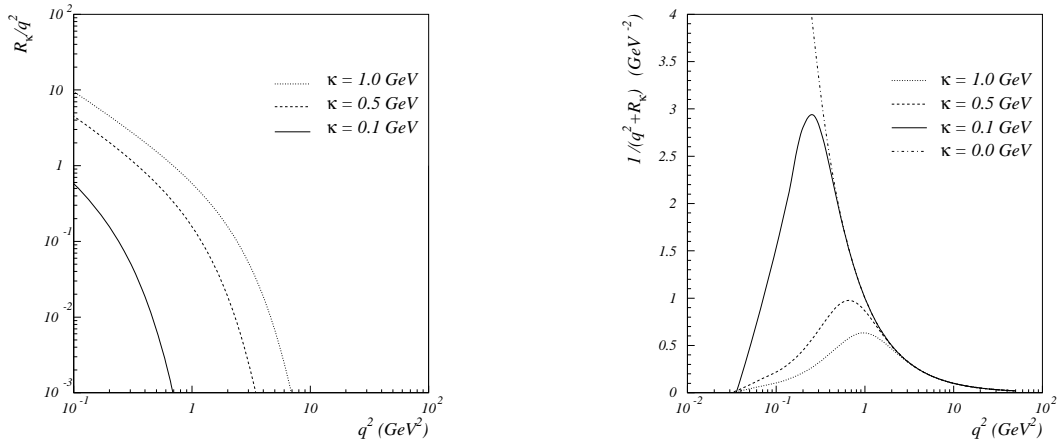 R_κ/q^2
10^2
10
1
10^-1
10^-2
10^-3
10^-1
1
10
10^2
q^2 (GeV^2)
κ = 1.0 GeV
κ = 0.5 GeV
κ = 0.1 GeV
1/(q^2+R_κ) (GeV^-2)
4
3.5
3
2.5
2
1.5
1
0.5
0
10^-2
10^-1
1
10
10^2
q^2 (GeV^2)
κ = 1.0 GeV
κ = 0.5 GeV
κ = 0.1 GeV
κ = 0.0 GeV